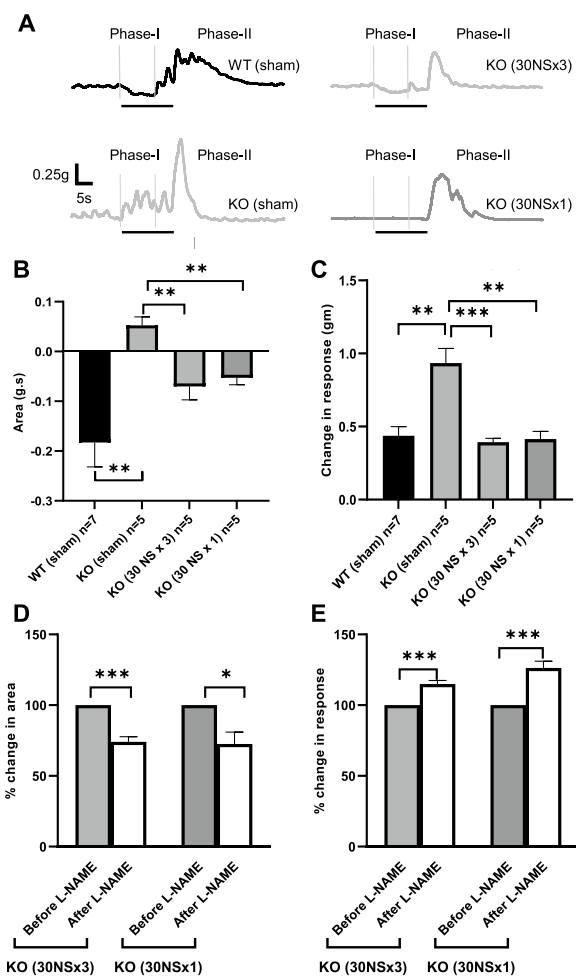 A
Phase-I Phase-II
WT (sham)
Phase-I Phase-II
KO (30NSx3)
0.25g
5s
Phase-I Phase-II
KO (sham)
Phase-I Phase-II
KO (30NSx1)
B
Area (g.s)
0.1
0.0
-0.1
-0.2
-0.3
**
**
**
WT (sham) n=7
KO (sham) n=5
KO (30 NS x 3) n=5
KO (30 NS x 1) n=5
C
Change in response (gm)
1.5
1.0
0.5
0.0
**
**
***
WT (sham) n=7
KO (sham) n=5
KO (30 NS x 3) n=5
KO (30 NS x 1) n=5
D
% change in area
150
100
50
0
***
*
Before L-NAME
After L-NAME
Before L-NAME
After L-NAME
KO (30NSx3)
KO (30NSx1)
E
% change in response
150
100
50
0
***
***
Before L-NAME
After L-NAME
Before L-NAME
After L-NAME
KO (30NSx3)
KO (30NSx1)